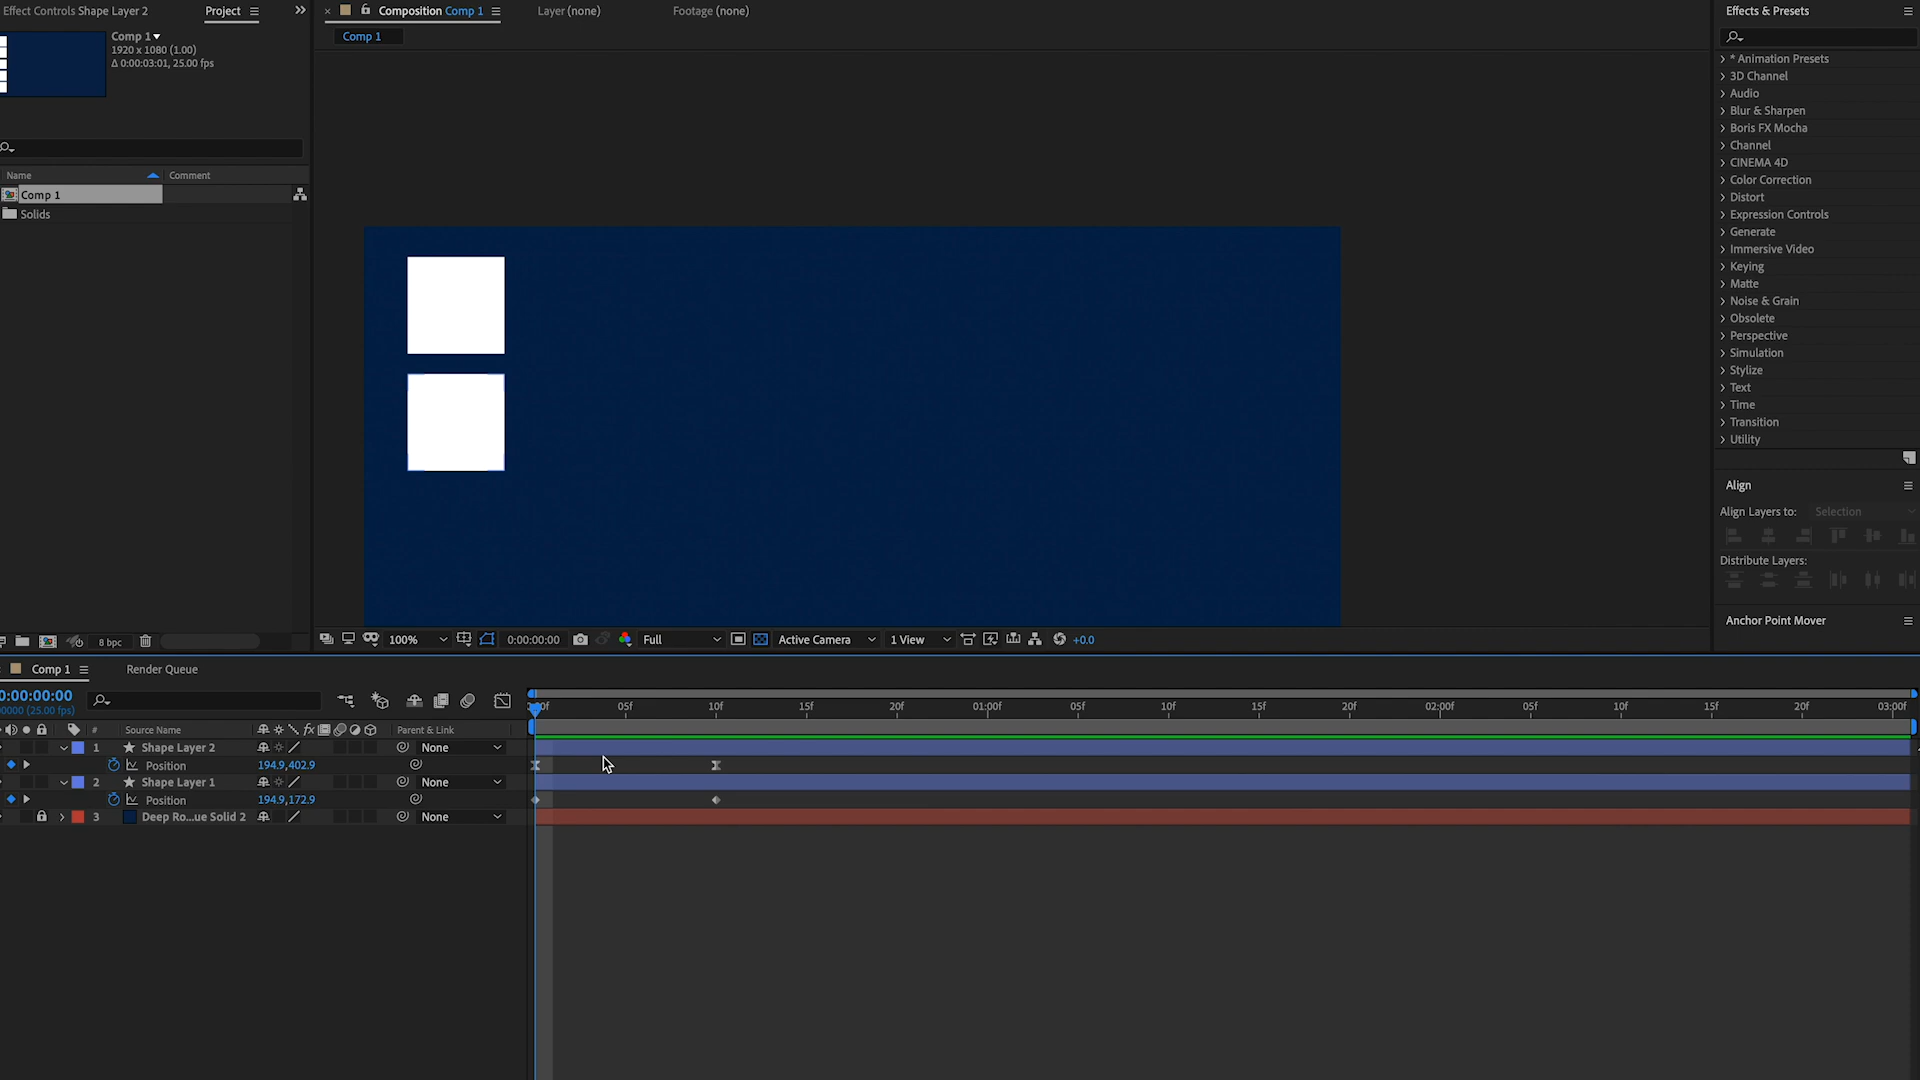 Effect Controls Shape Layer 2
Project
Composition Comp 1
Layer (none)
Footage (none)
Effects & Presets
Comp 1
1920 x 1080 (1.00)
Δ 0:00:03:01, 25.00 fps
Comp 1
* Animation Presets
3D Channel
Audio
Blur & Sharpen
Boris FX Mocha
Channel
CINEMA 4D
Color Correction
Distort
Expression Controls
Generate
Immersive Video
Keying
Matte
Noise & Grain
Obsolete
Perspective
Simulation
Stylize
Text
Time
Transition
Utility
Name
Comment
Comp 1
Solids
Align
Align Layers to:
Selection
Distribute Layers:
Anchor Point Mover
8 bpc
100%
0:00:00:00
Full
Active Camera
1 View
+0.0
Comp 1
Render Queue
0:00:00:00
00000 (25.00 fps)
:00f
05f
10f
15f
20f
01:00f
05f
10f
15f
20f
02:00f
05f
10f
15f
20f
03:00f
#
Source Name
fx
Parent & Link
1
Shape Layer 2
None
Position
194.9,402.9
2
Shape Layer 1
None
Position
194.9,172.9
3
Deep Ro...ue Solid 2
None